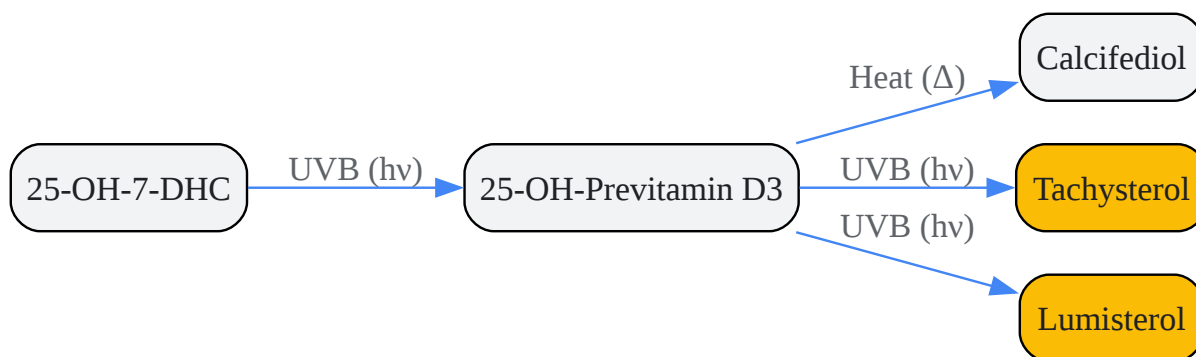 Calcifediol
Heat (Δ)
25-OH-7-DHC
UVB (hν)
25-OH-Previtamin D3
UVB (hν)
Tachysterol
UVB (hν)
Lumisterol